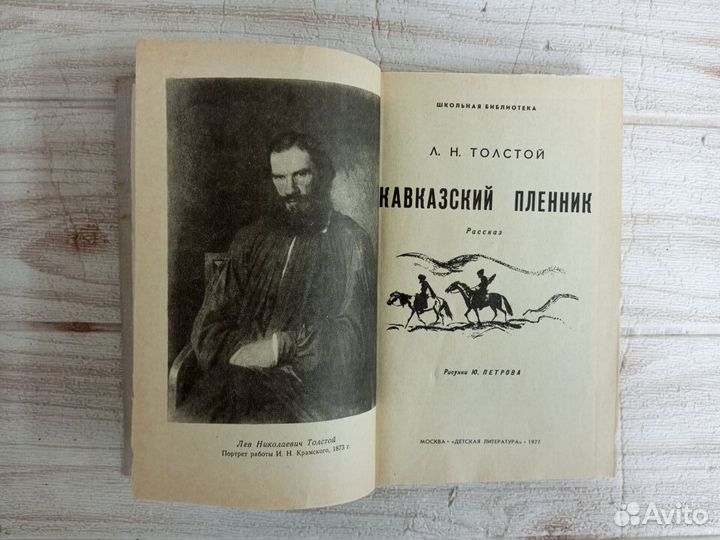 Лев Николаевич Толстой
Портрет работы И. Н. Крамского, 1873 г.
ШКОЛЬНАЯ БИБЛИОТЕКА
Л. Н. ТОЛСТОЙ
КАВКАЗСКИЙ ПЛЕННИК
Рассказ
Рисунки Ю. ПЕТРОВА
МОСКВА · «ДЕТСКАЯ ЛИТЕРАТУРА» · 1977
Avito